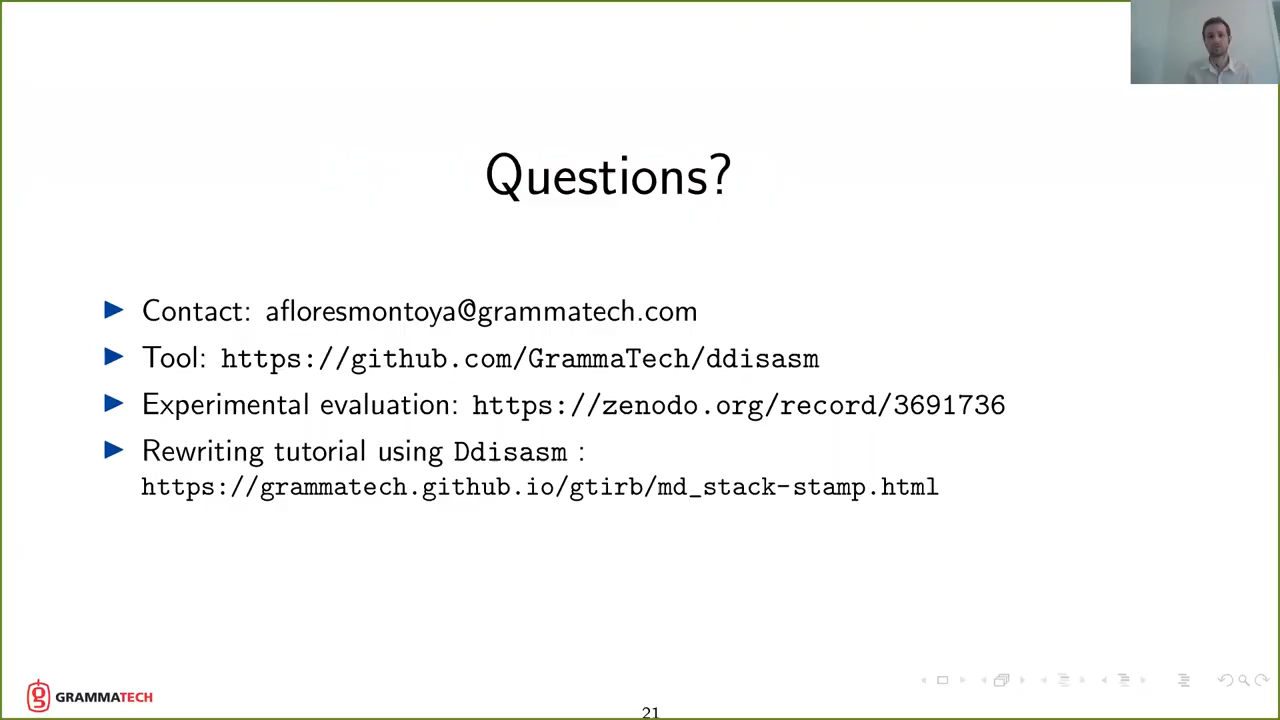 Questions?
Contact: afloresmontoya@grammatech.com
Tool: https://github.com/GrammaTech/ddisasm
Experimental evaluation: https://zenodo.org/record/3691736
Rewriting tutorial using Ddisasm :
https://grammatech.github.io/gtirb/md_stack-stamp.html
g GRAMMATECH
21